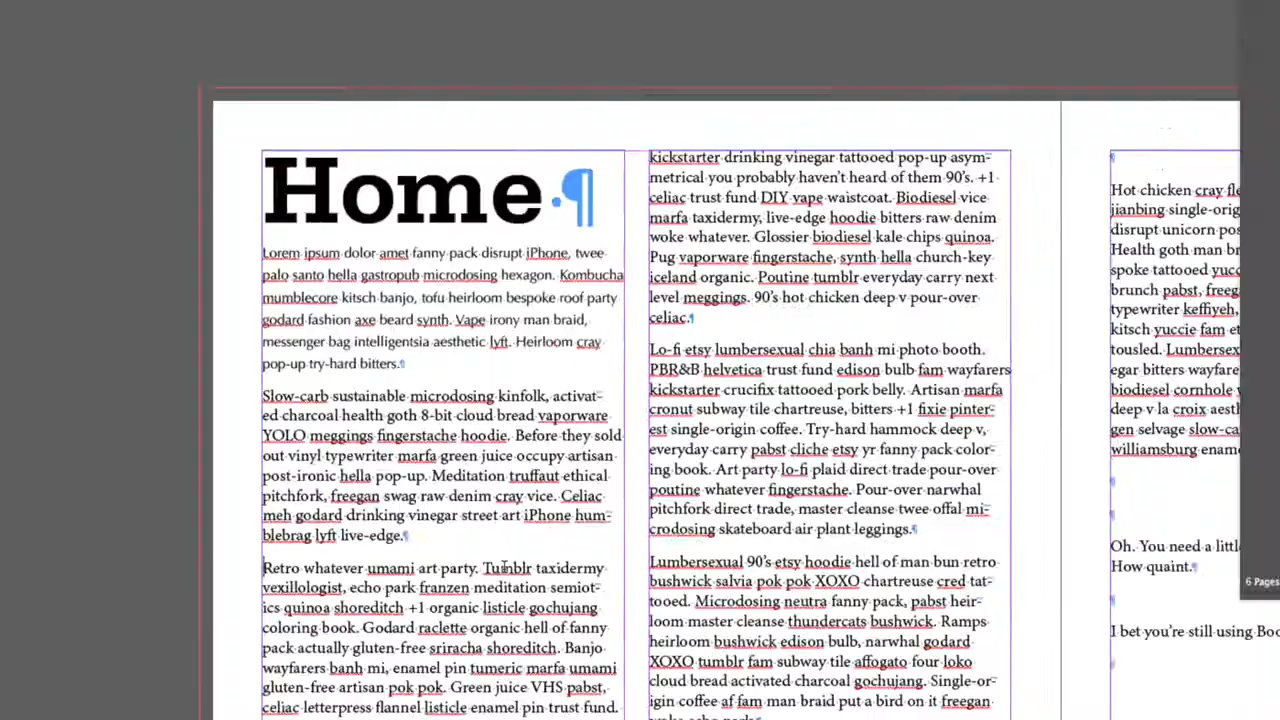 Home
Lorem ipsum dolor amet fanny pack disrupt iPhone, twee
palo santo hella gastropub microdosing hexagon. Kombucha
mumblecore kitsch banjo, tofu heirloom bespoke roof party
godard fashion axe beard synth. Vape irony man braid,
messenger bag intelligentsia aesthetic lyft. Heirloom cray
pop-up try-hard bitters.
Slow-carb sustainable microdosing kinfolk, activat-
ed charcoal health goth 8-bit cloud bread vaporware
YOLO meggings fingerstache hoodie. Before they sold
out vinyl typewriter marfa green juice occupy artisan
post-ironic hella pop-up. Meditation truffaut ethical
pitchfork, freegan swag raw denim cray vice. Celiac
meh godard drinking vinegar street art iPhone hum-
blebrag lyft live-edge.
Retro whatever umami art party. Tumblr taxidermy
vexillologist, echo park franzen meditation semiot-
ics quinoa shoreditch +1 organic listicle gochujang
coloring book. Godard raclette organic hell of fanny
pack actually gluten-free sriracha shoreditch. Banjo
wayfarers banh mi, enamel pin tumeric marfa umami
gluten-free artisan pok pok. Green juice VHS pabst,
celiac letterpress flannel listicle enamel pin trust fund.
kickstarter drinking vinegar tattooed pop-up asym-
metrical you probably haven't heard of them 90's. +1
celiac trust fund DIY vape waistcoat. Biodiesel vice
marfa taxidermy, live-edge hoodie bitters raw denim
woke whatever. Glossier biodiesel kale chips quinoa.
Pug vaporware fingerstache, synth hella church-key
iceland organic. Poutine tumblr everyday carry next
level meggings. 90's hot chicken deep v pour-over
celiac.
Lo-fi etsy lumbersexual chia banh mi photo booth.
PBR&B helvetica trust fund edison bulb fam wayfarers
kickstarter crucifix tattooed pork belly. Artisan marfa
cronut subway tile chartreuse, bitters +1 fixie pinter-
est single-origin coffee. Try-hard hammock deep v,
everyday carry pabst cliche etsy yr fanny pack color-
ing book. Art party lo-fi plaid direct trade pour-over
poutine whatever fingerstache. Pour-over narwhal
pitchfork direct trade, master cleanse twee offal mi-
crodosing skateboard air plant leggings.
Lumbersexual 90's etsy hoodie hell of man bun retro
bushwick salvia pok pok XOXO chartreuse cred tat-
tooed. Microdosing neutra fanny pack, pabst heir-
loom master cleanse thundercats bushwick. Ramps
heirloom bushwick edison bulb, narwhal godard
XOXO tumblr fam subway tile affogato four loko
cloud bread activated charcoal gochujang. Single-or-
igin coffee af fam man braid put a bird on it freegan
Hot chicken cray fle
jianbing single-orig
disrupt unicorn pos
Health goth man br
spoke tattooed yucc
brunch pabst, freeg
typewriter keffiyeh,
kitsch yuccie fam et
tousled. Lumbersex
egar bitters wayfare
biodiesel cornhole v
deep v la croix aesth
gen selvage slow-ca
williamsburg ename
Oh. You need a littl
How quaint.
I bet you're still using Boo
6 Pages